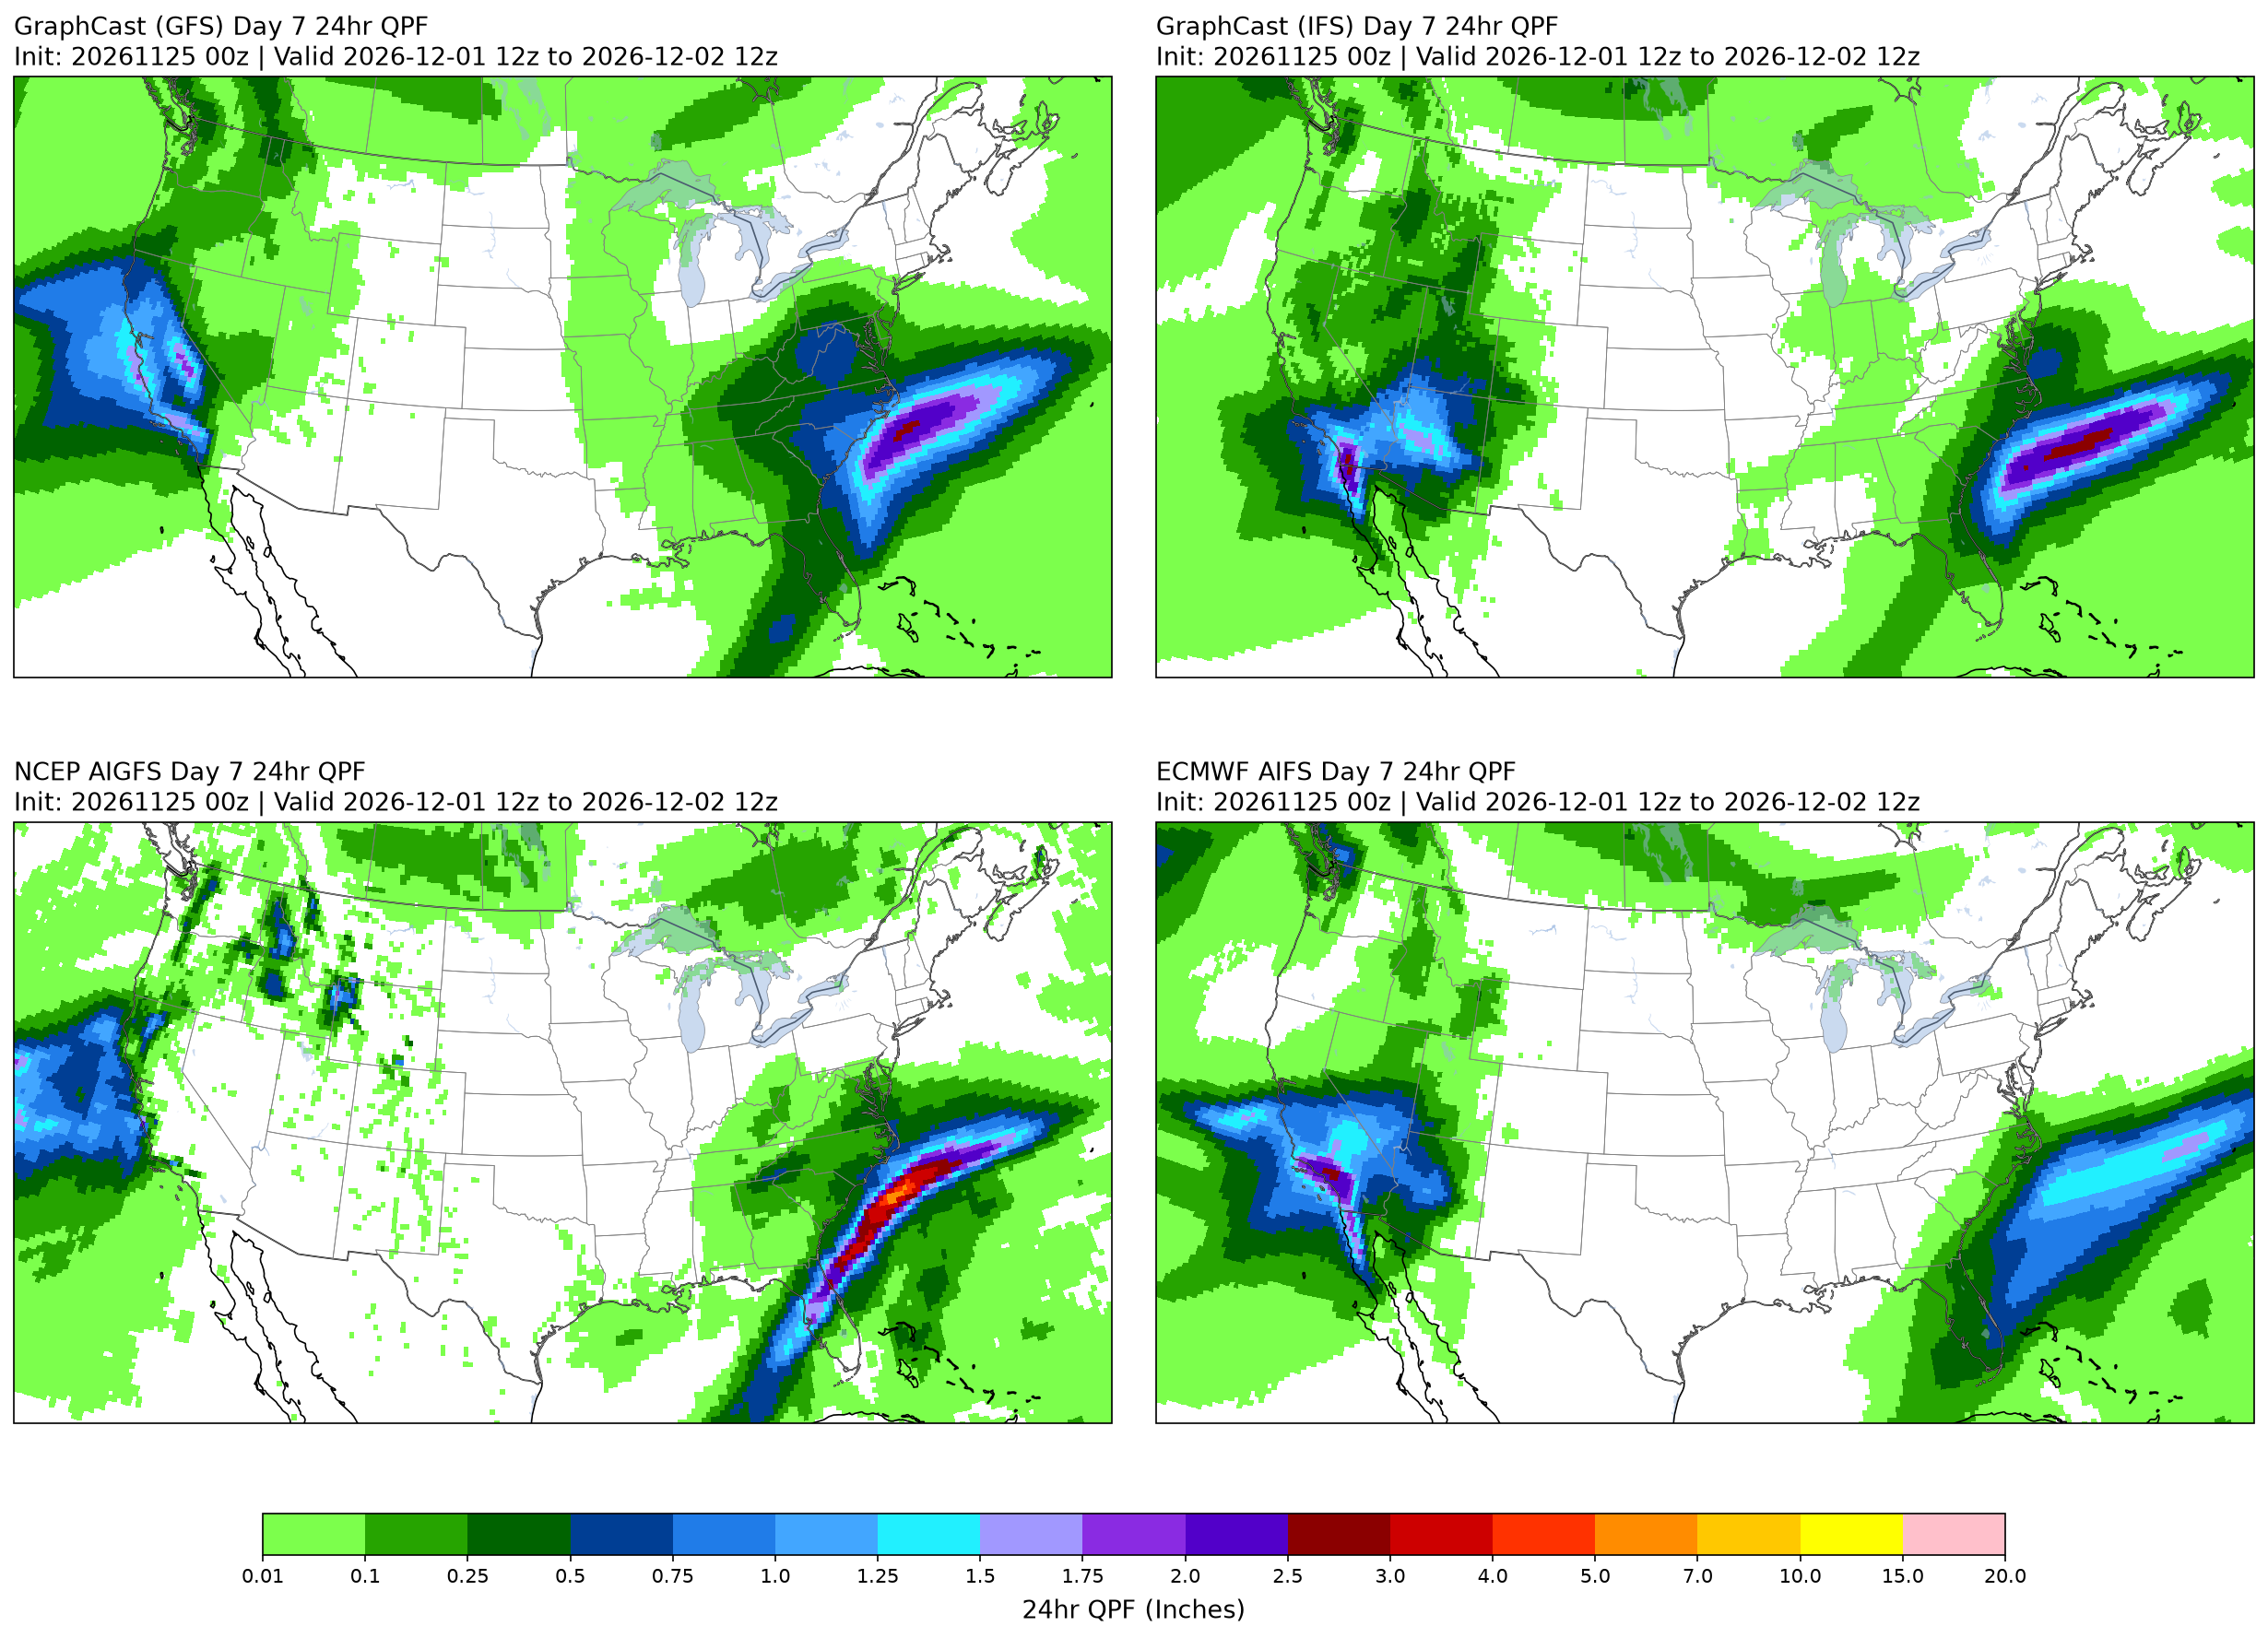 GraphCast (GFS) Day 7 24hr QPF
Init: 20261125 00z | Valid 2026-12-01 12z to 2026-12-02 12z
GraphCast (IFS) Day 7 24hr QPF
Init: 20261125 00z | Valid 2026-12-01 12z to 2026-12-02 12z
NCEP AIGFS Day 7 24hr QPF
Init: 20261125 00z | Valid 2026-12-01 12z to 2026-12-02 12z
ECMWF AIFS Day 7 24hr QPF
Init: 20261125 00z | Valid 2026-12-01 12z to 2026-12-02 12z
0.01 0.1 0.25 0.5 0.75 1.0 1.25 1.5 1.75 2.0 2.5 3.0 4.0 5.0 7.0 10.0 15.0 20.0
24hr QPF (Inches)